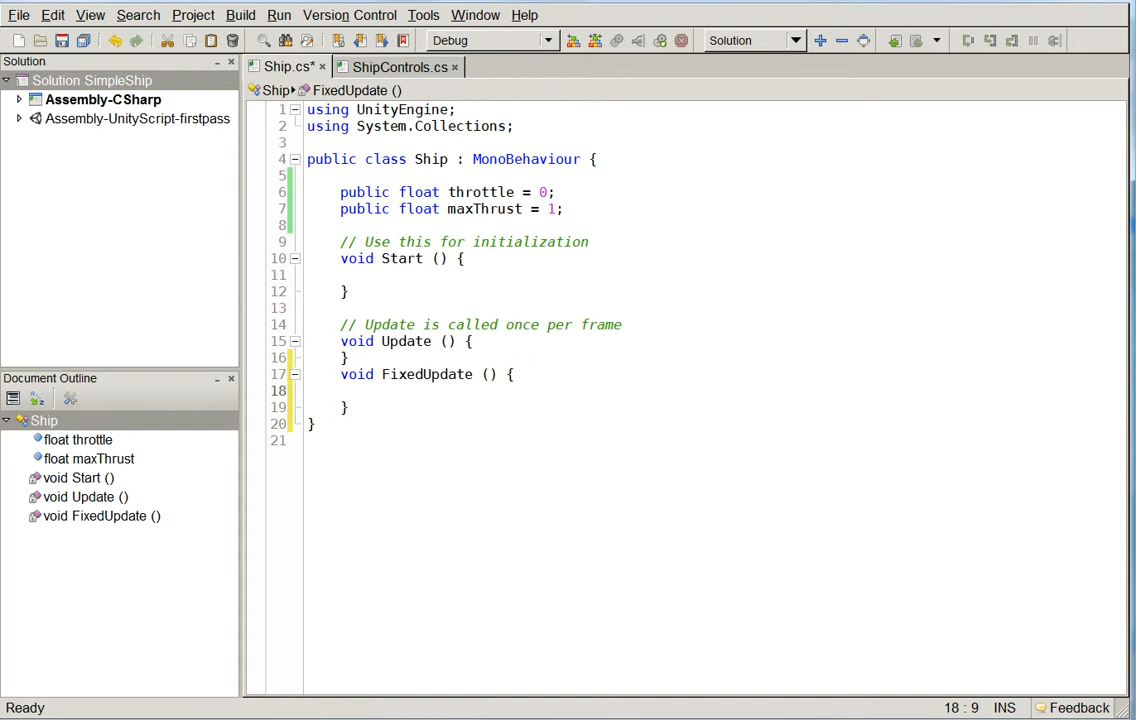 File Edit View Search Project Build Run Version Control Tools Window Help
Debug Solution
Solution
Solution SimpleShip
Assembly-CSharp
Assembly-UnityScript-firstpass
Document Outline
Ship
float throttle
float maxThrust
void Start ()
void Update ()
void FixedUpdate ()
Ship.cs* × ShipControls.cs ×
Ship FixedUpdate ()
1 using UnityEngine;
2 using System.Collections;
3
4 public class Ship : MonoBehaviour {
5
6 public float throttle = 0;
7 public float maxThrust = 1;
8
9 // Use this for initialization
10 void Start () {
11
12 }
13
14 // Update is called once per frame
15 void Update () {
16 }
17 void FixedUpdate () {
18
19 }
20 }
21
Ready 18 : 9 INS Feedback